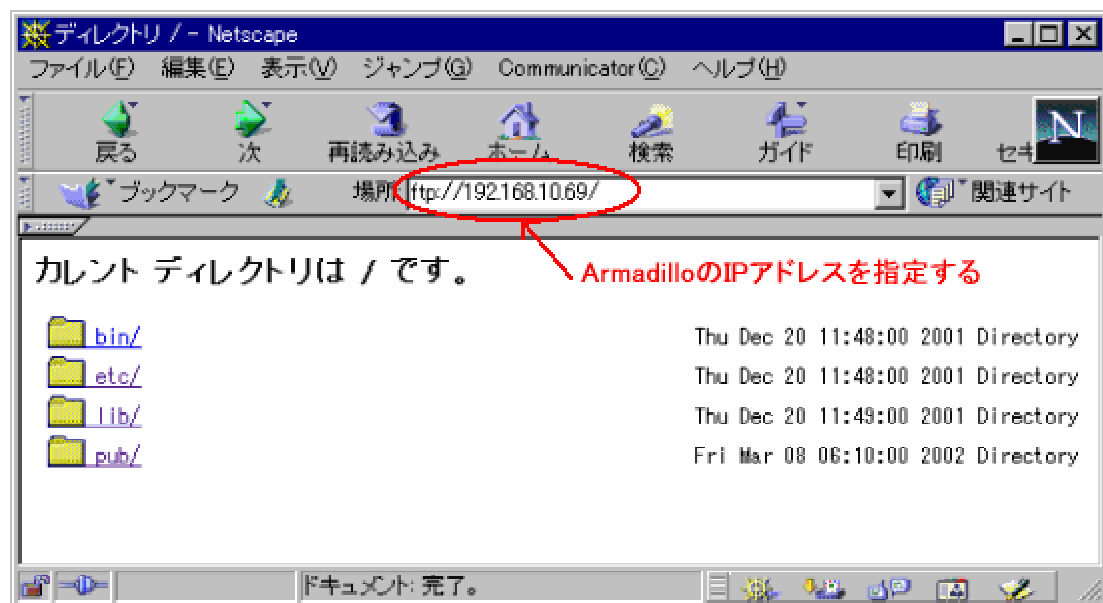 ディレクトリ / - Netscape
ファイル(F) 編集(E) 表示(V) ジャンプ(G) Communicator(C) ヘルプ(H)
戻る 次 再読み込み ホーム 検索 ガイド 印刷 セキ N
ブックマーク 場所: ftp://192.168.10.69/ 関連サイト
ArmadilloのIPアドレスを指定する
カレント ディレクトリは / です。
bin/ Thu Dec 20 11:48:00 2001 Directory
etc/ Thu Dec 20 11:48:00 2001 Directory
lib/ Thu Dec 20 11:49:00 2001 Directory
pub/ Fri Mar 08 06:10:00 2002 Directory
ドキュメント: 完了。